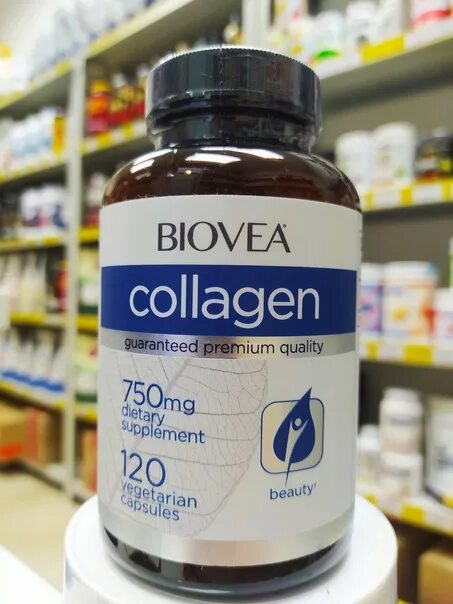 BIOVEA®
collagen
guaranteed premium quality
750mg
dietary
supplement
120
vegetarian
capsules
beauty†